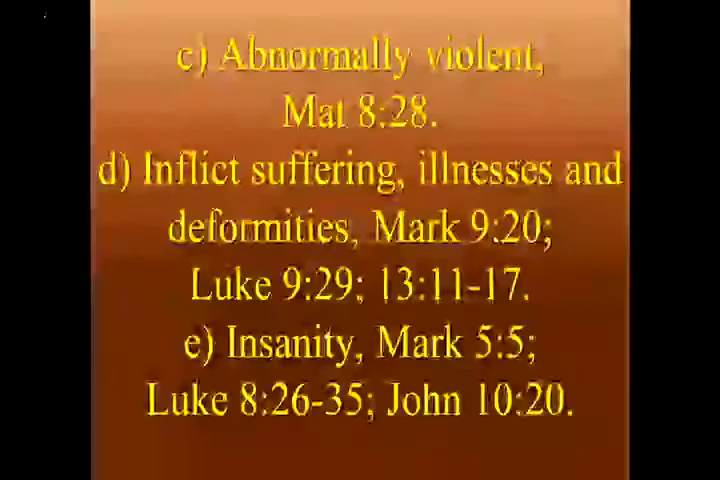 c) Abnormally violent,
Mat 8:28.
d) Inflict suffering, illnesses and
deformities, Mark 9:20;
Luke 9:29; 13:11-17.
e) Insanity, Mark 5:5;
Luke 8:26-35; John 10:20.